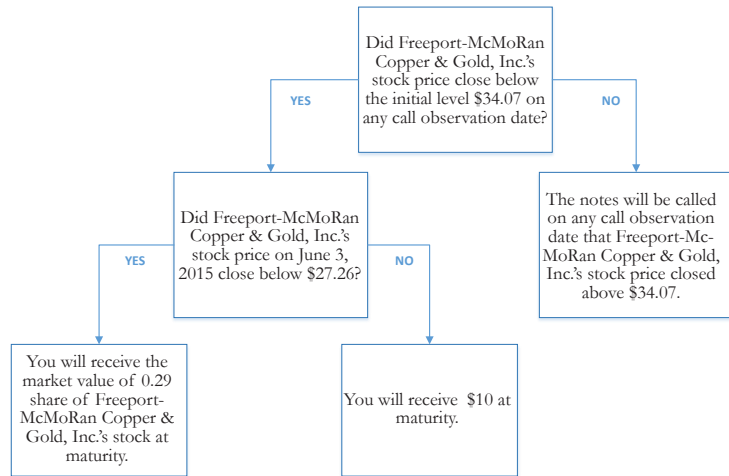 Did Freeport-McMoRan
Copper & Gold, Inc.'s
stock price close below
the initial level $34.07 on
any call observation date?
YES
NO
Did Freeport-McMoRan
Copper & Gold, Inc.'s
stock price on June 3,
2015 close below $27.26?
The notes will be called
on any call observation
date that Freeport-Mc-
MoRan Copper & Gold,
Inc.'s stock price closed
above $34.07.
YES
NO
You will receive the
market value of 0.29
share of Freeport-
McMoRan Copper &
Gold, Inc.'s stock at
maturity.
You will receive $10 at
maturity.